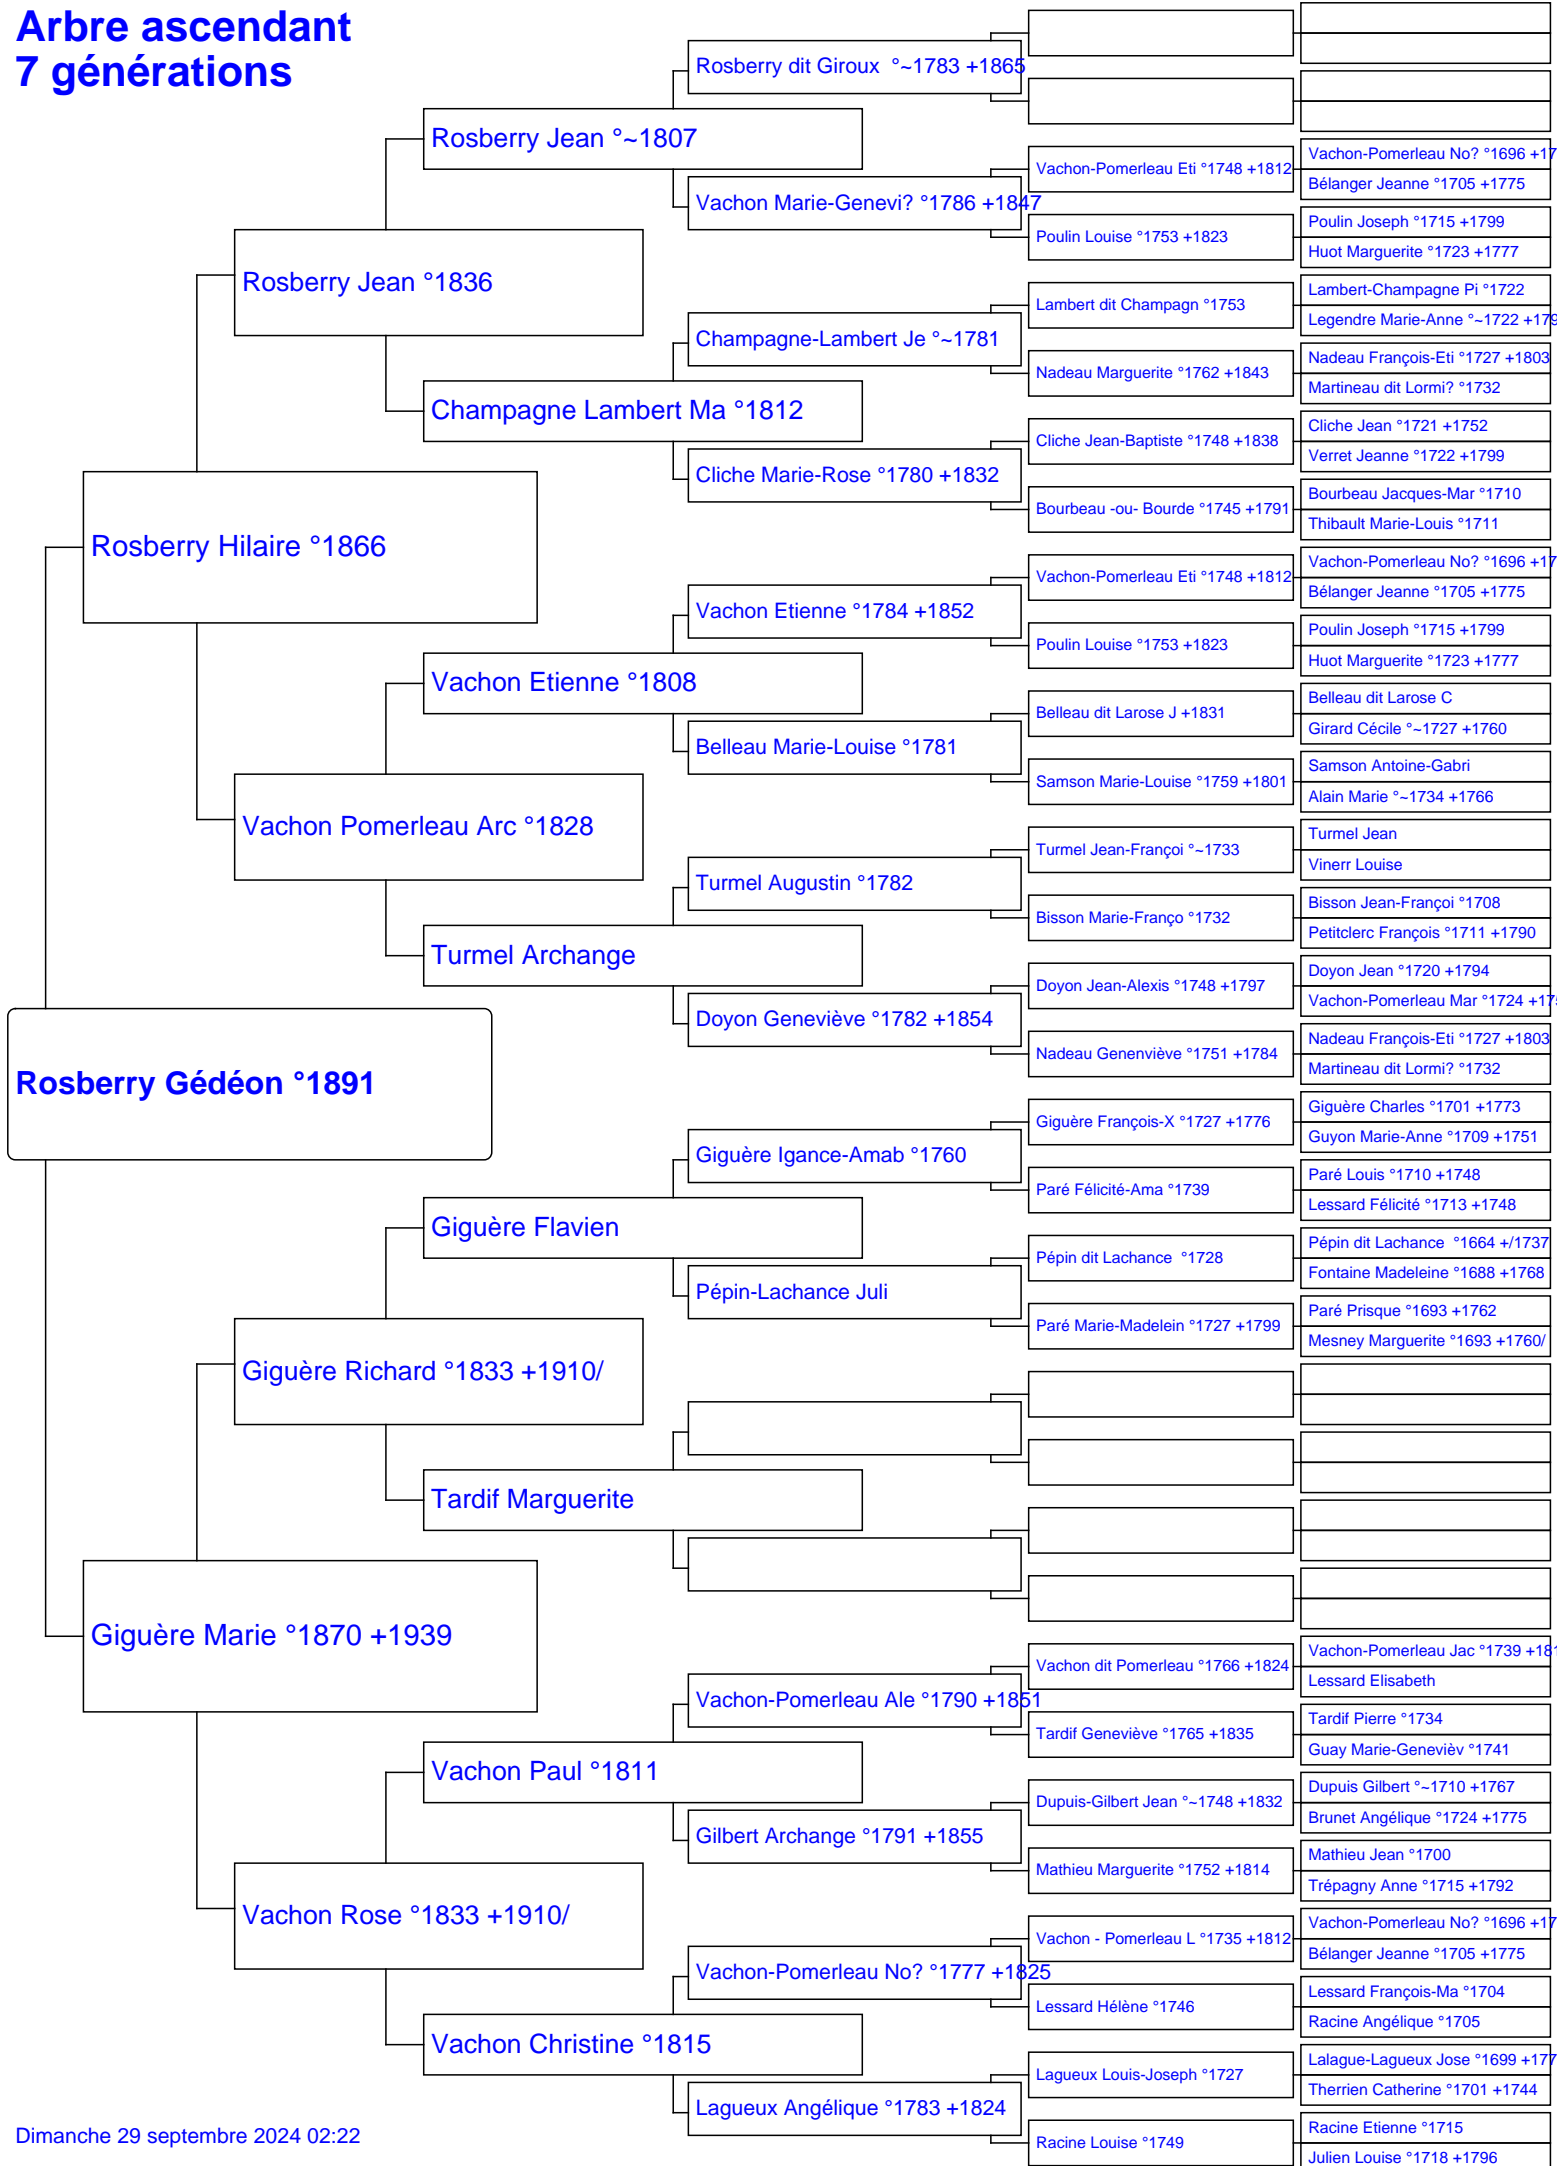 Arbre ascendant
7 générations
Rosberry dit Giroux  °~1783 +1865
Rosberry Jean °~1807
Vachon-Pomerleau No? °1696 +17
Vachon-Pomerleau Eti °1748 +1812
Bélanger Jeanne °1705 +1775
Vachon Marie-Genevi? °1786 +1847
Poulin Joseph °1715 +1799
Poulin Louise °1753 +1823
Huot Marguerite °1723 +1777
Rosberry Jean °1836
Lambert-Champagne Pi °1722
Lambert dit Champagn °1753
Legendre Marie-Anne °~1722 +179
Champagne-Lambert Je °~1781
Nadeau François-Eti °1727 +1803
Nadeau Marguerite °1762 +1843
Martineau dit Lormi? °1732
Champagne Lambert Ma °1812
Cliche Jean °1721 +1752
Cliche Jean-Baptiste °1748 +1838
Verret Jeanne °1722 +1799
Cliche Marie-Rose °1780 +1832
Bourbeau Jacques-Mar °1710
Bourbeau -ou- Bourde °1745 +1791
Thibault Marie-Louis °1711
Rosberry Hilaire °1866
Vachon-Pomerleau No? °1696 +17
Vachon-Pomerleau Eti °1748 +1812
Bélanger Jeanne °1705 +1775
Vachon Etienne °1784 +1852
Poulin Joseph °1715 +1799
Poulin Louise °1753 +1823
Huot Marguerite °1723 +1777
Vachon Etienne °1808
Belleau dit Larose C
Belleau dit Larose J +1831
Girard Cécile °~1727 +1760
Belleau Marie-Louise °1781
Samson Antoine-Gabri
Samson Marie-Louise °1759 +1801
Alain Marie °~1734 +1766
Vachon Pomerleau Arc °1828
Turmel Jean
Turmel Jean-Françoi °~1733
Vinerr Louise
Turmel Augustin °1782
Bisson Jean-Françoi °1708
Bisson Marie-Franço °1732
Petitclerc François °1711 +1790
Turmel Archange
Doyon Jean °1720 +1794
Doyon Jean-Alexis °1748 +1797
Vachon-Pomerleau Mar °1724 +175
Doyon Geneviève °1782 +1854
Nadeau François-Eti °1727 +1803
Nadeau Genenviève °1751 +1784
Martineau dit Lormi? °1732
Rosberry Gédéon °1891
Giguère Charles °1701 +1773
Giguère François-X °1727 +1776
Guyon Marie-Anne °1709 +1751
Giguère Igance-Amab °1760
Paré Louis °1710 +1748
Paré Félicité-Ama °1739
Lessard Félicité °1713 +1748
Giguère Flavien
Pépin dit Lachance  °1664 +/1737
Pépin dit Lachance  °1728
Fontaine Madeleine °1688 +1768
Pépin-Lachance Juli
Paré Prisque °1693 +1762
Paré Marie-Madelein °1727 +1799
Mesney Marguerite °1693 +1760/
Giguère Richard °1833 +1910/
Tardif Marguerite
Giguère Marie °1870 +1939
Vachon-Pomerleau Jac °1739 +181
Vachon dit Pomerleau °1766 +1824
Lessard Elisabeth
Vachon-Pomerleau Ale °1790 +1851
Tardif Pierre °1734
Tardif Geneviève °1765 +1835
Guay Marie-Genevièv °1741
Vachon Paul °1811
Dupuis Gilbert °~1710 +1767
Dupuis-Gilbert Jean °~1748 +1832
Brunet Angélique °1724 +1775
Gilbert Archange °1791 +1855
Mathieu Jean °1700
Mathieu Marguerite °1752 +1814
Trépagny Anne °1715 +1792
Vachon Rose °1833 +1910/
Vachon-Pomerleau No? °1696 +17
Vachon - Pomerleau L °1735 +1812
Bélanger Jeanne °1705 +1775
Vachon-Pomerleau No? °1777 +1825
Lessard François-Ma °1704
Lessard Hélène °1746
Racine Angélique °1705
Vachon Christine °1815
Lalague-Lagueux Jose °1699 +177
Lagueux Louis-Joseph °1727
Therrien Catherine °1701 +1744
Lagueux Angélique °1783 +1824
Racine Etienne °1715
Racine Louise °1749
Julien Louise °1718 +1796
Dimanche 29 septembre 2024 02:22